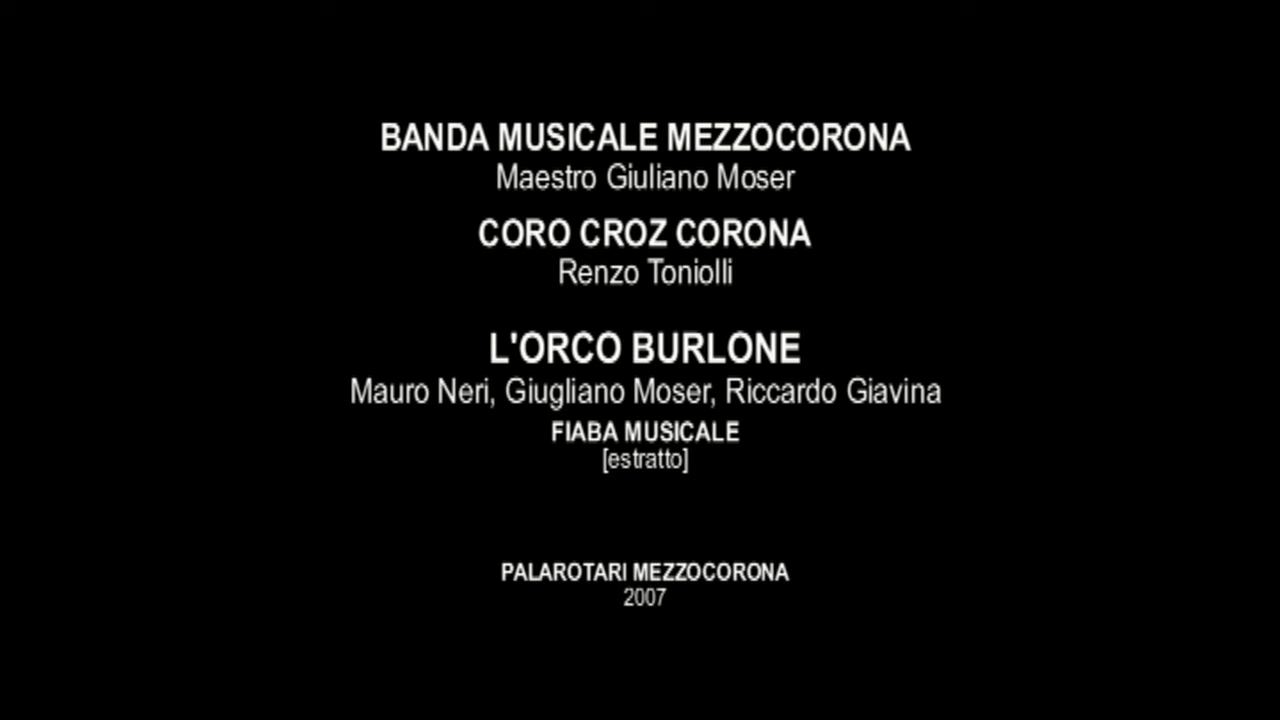 BANDA MUSICALE MEZZOCORONA
Maestro Giuliano Moser
CORO CROZ CORONA
Renzo Toniolli
L'ORCO BURLONE
Mauro Neri, Giugliano Moser, Riccardo Giavina
FIABA MUSICALE
[estratto]
PALAROTARI MEZZOCORONA
2007